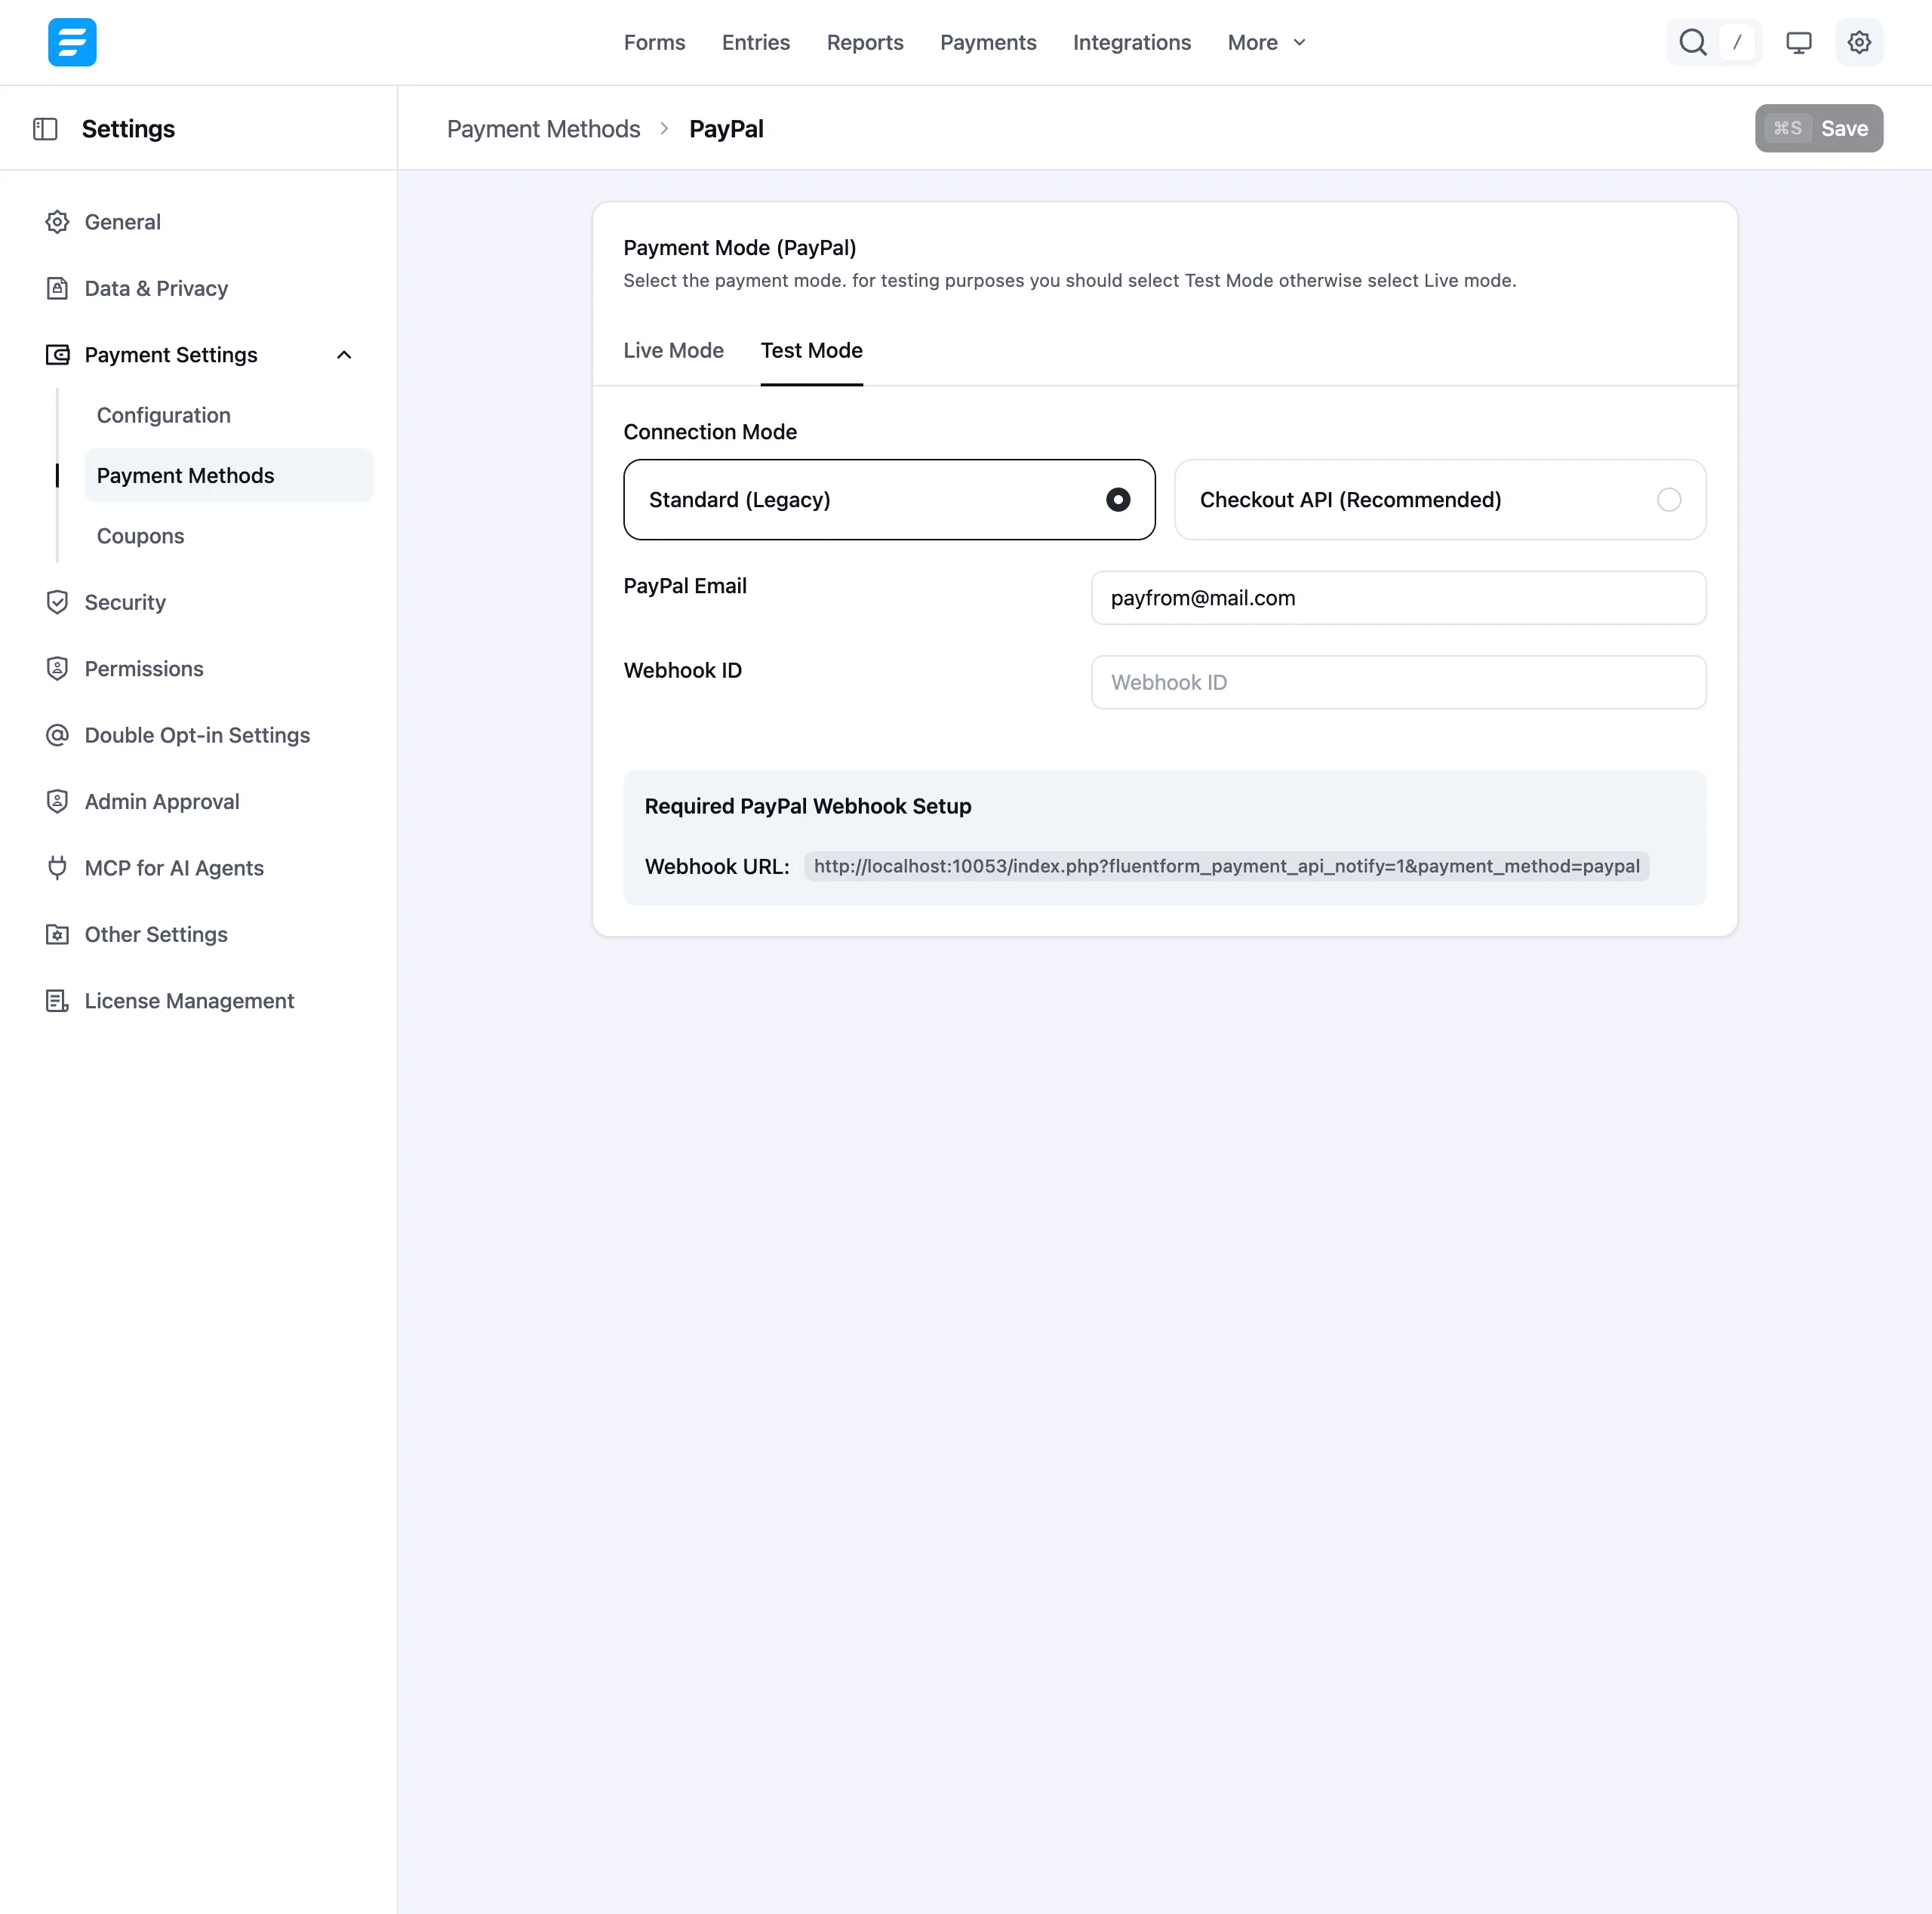 Forms Entries Reports Payments Integrations More /
Settings
Payment Methods > PayPal
⌘S Save
General
Data & Privacy
Payment Settings
Configuration
Payment Methods
Coupons
Security
Permissions
Double Opt-in Settings
Admin Approval
MCP for AI Agents
Other Settings
License Management
Payment Mode (PayPal)
Select the payment mode. for testing purposes you should select Test Mode otherwise select Live mode.
Live Mode Test Mode
Connection Mode
Standard (Legacy) Checkout API (Recommended)
PayPal Email payfrom@mail.com
Webhook ID Webhook ID
Required PayPal Webhook Setup
Webhook URL: http://localhost:10053/index.php?fluentform_payment_api_notify=1&payment_method=paypal